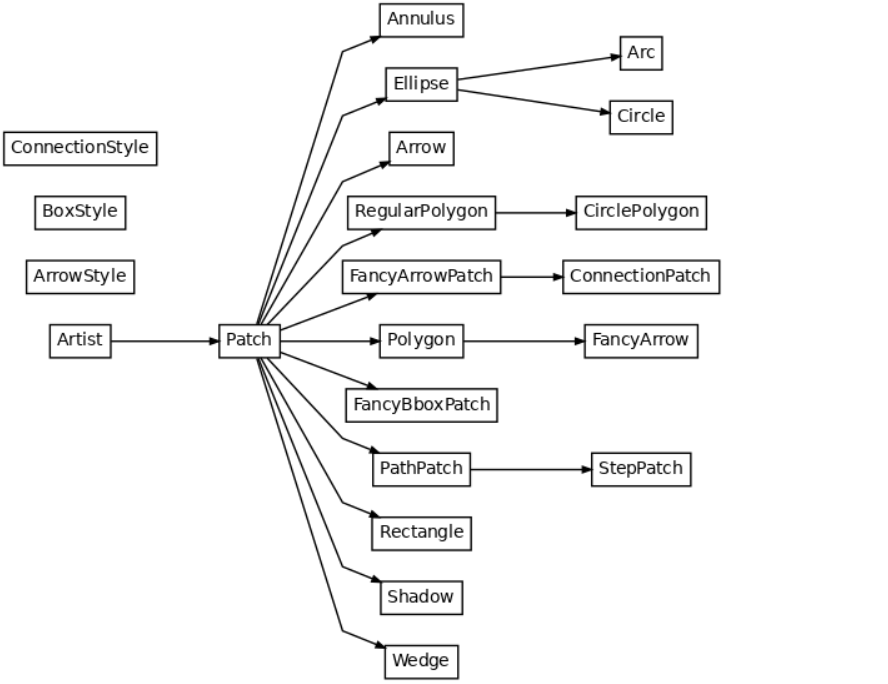 Annulus
Arc
Ellipse
Circle
ConnectionStyle
Arrow
BoxStyle
RegularPolygon
CirclePolygon
ArrowStyle
FancyArrowPatch
ConnectionPatch
Artist
Patch
Polygon
FancyArrow
FancyBboxPatch
PathPatch
StepPatch
Rectangle
Shadow
Wedge